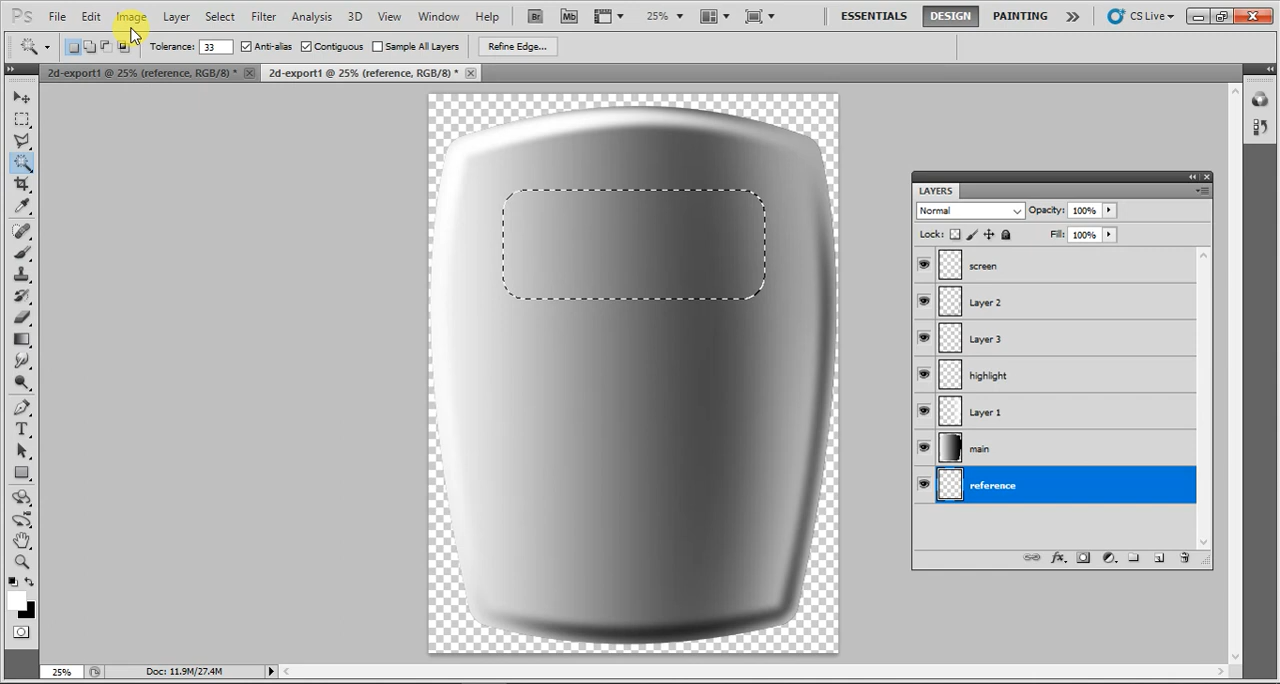 Ps File Edit Image Layer Select Filter Analysis 3D View Window Help Br Mb 25% ESSENTIALS DESIGN PAINTING CS Live
Tolerance: 33 Anti-alias Contiguous Sample All Layers Refine Edge...
2d-export1 @ 25% (reference, RGB/8) * 2d-export1 @ 25% (reference, RGB/8) *
LAYERS
Normal Opacity: 100%
Lock: Fill: 100%
screen
Layer 2
Layer 3
highlight
Layer 1
main
reference
fx
T
25% Doc: 11.9M/27.4M